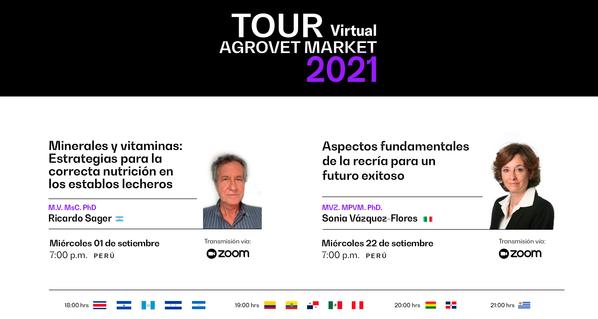 TOUR Virtual
AGROVET MARKET
2021
Minerales y vitaminas:
Estrategias para la
correcta nutrición en
los establos lecheros
M.V. MsC. PhD
Ricardo Sager
Miércoles 01 de setiembre
7:00 p.m. PERÚ
Transmisión vía:
zoom
Aspectos fundamentales
de la recría para un
futuro exitoso
MVZ. MPVM. PhD.
Sonia Vázquez-Flores
Miércoles 22 de setiembre
7:00 p.m. PERÚ
Transmisión vía:
zoom
18:00 hrs 19:00 hrs 20:00 hrs 21:00 hrs